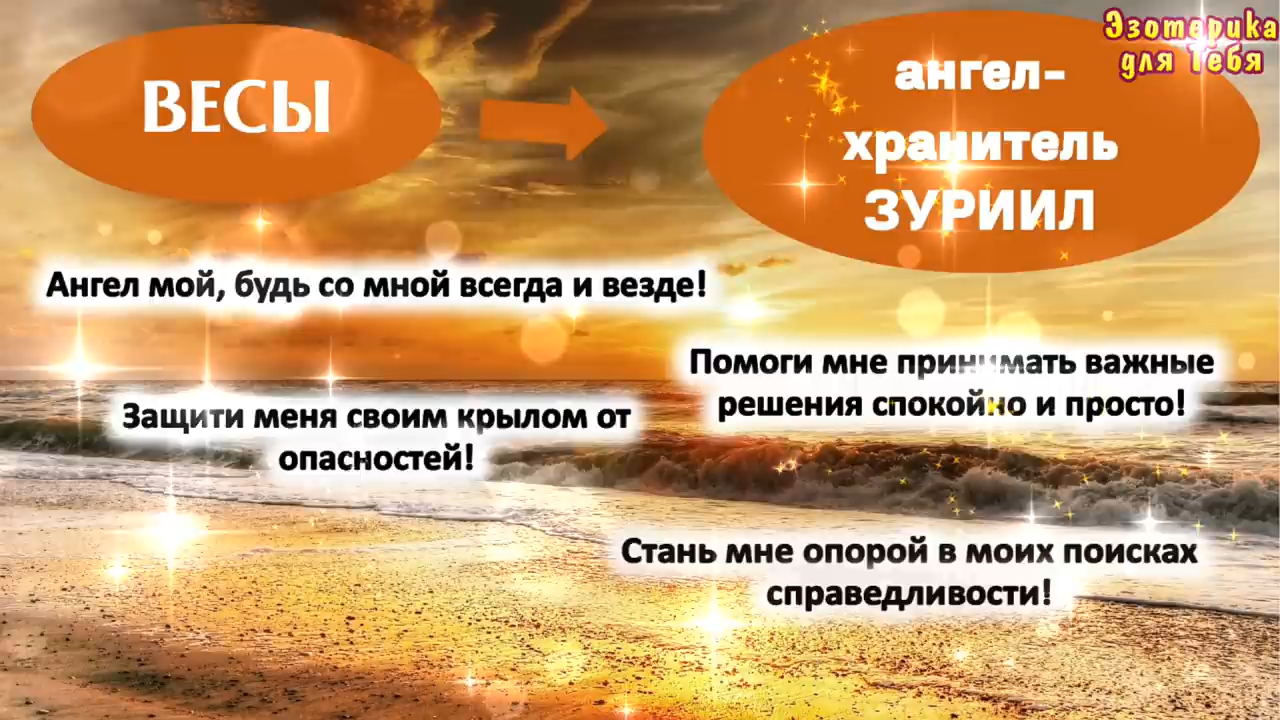 ВЕСЫ
ангел-
хранитель
ЗУРИИЛ
Эзотерика
для Тебя
Ангел мой, будь со мной всегда и везде!
Помоги мне принимать важные
решения спокойно и просто!
Защити меня своим крылом от
опасностей!
Стань мне опорой в моих поисках
справедливости!